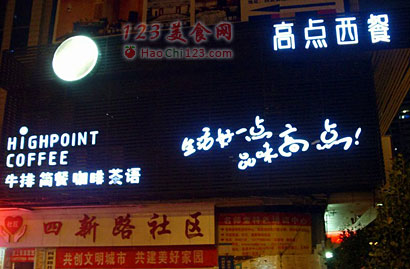 123美食网
HaoChi123.com
高点西餐
HIGHPOINT
COFFEE
牛排 简餐 咖啡 茶语
生活好一点
品味高点!
四新路社区
共创文明城市 共建美好家园